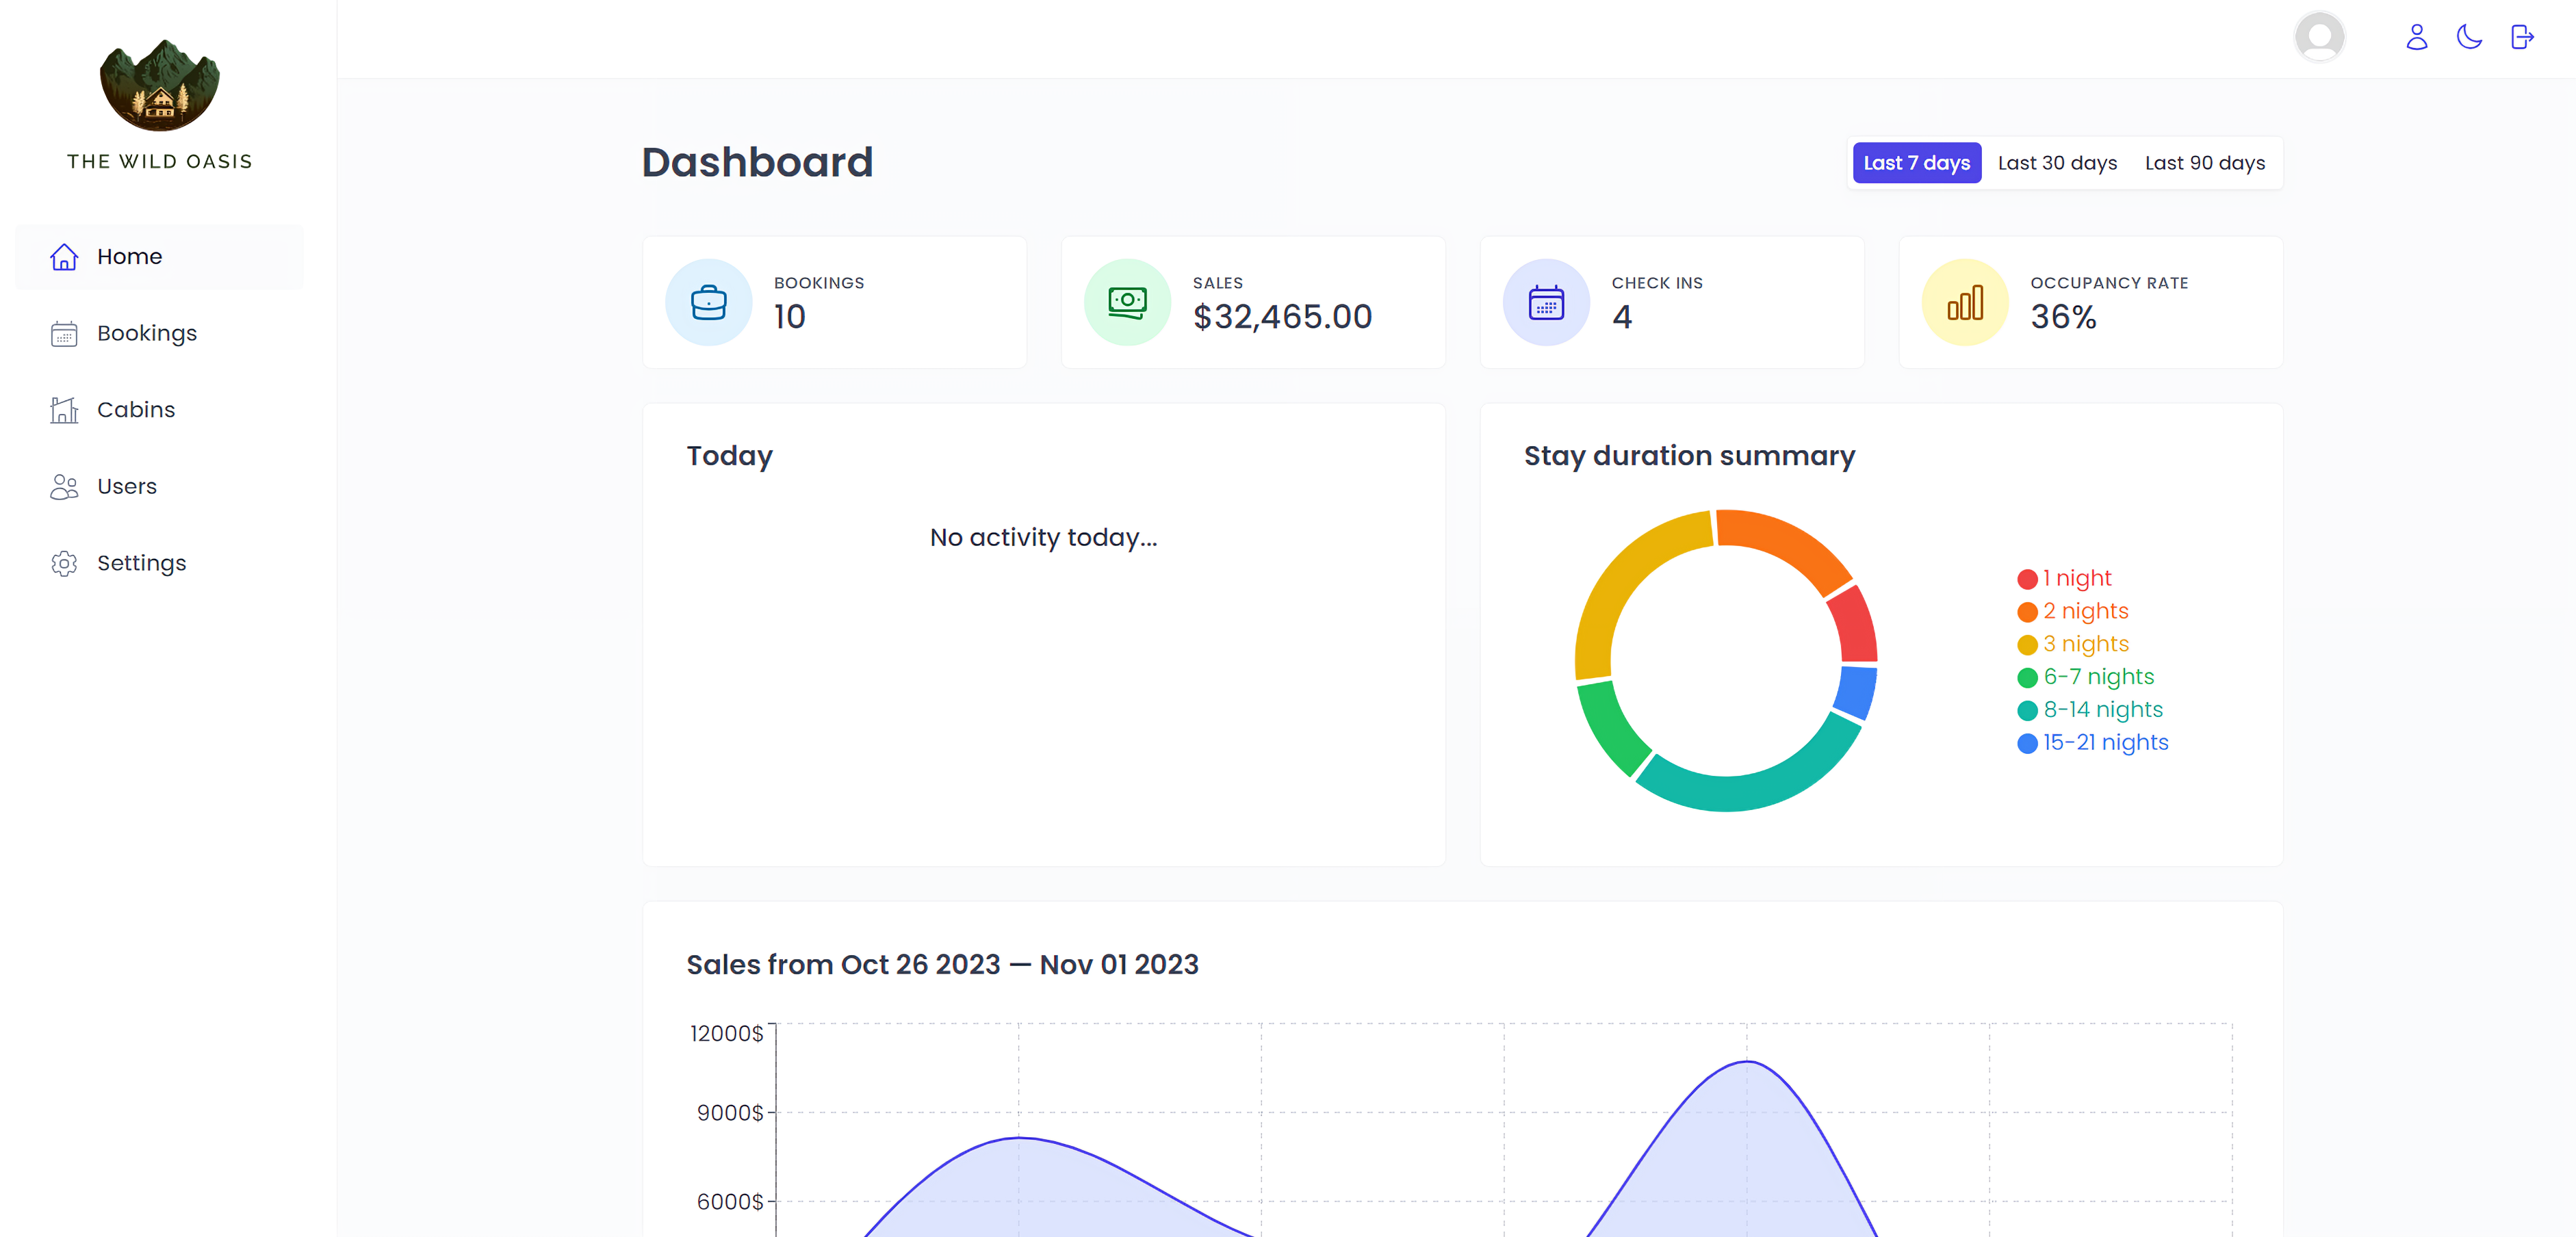 THE WILD OASIS
Home
Bookings
Cabins
Users
Settings
Dashboard
Last 7 days Last 30 days Last 90 days
BOOKINGS
10
SALES
$32,465.00
CHECK INS
4
OCCUPANCY RATE
36%
Today
No activity today...
Stay duration summary
1 night
2 nights
3 nights
6-7 nights
8-14 nights
15-21 nights
Sales from Oct 26 2023 — Nov 01 2023
12000$
9000$
6000$